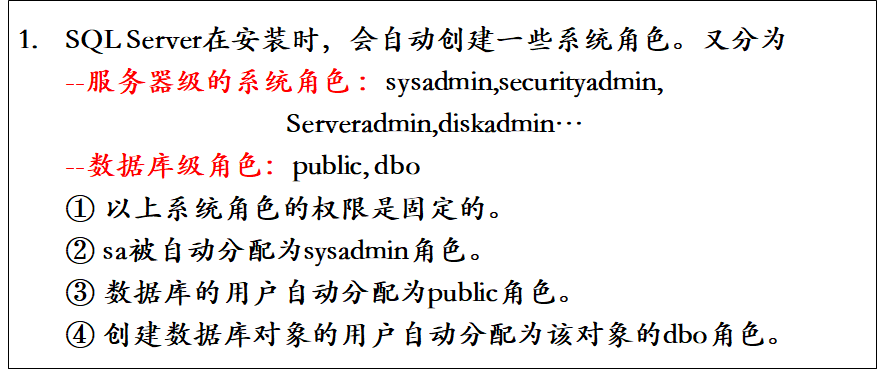 1. SQL Server在安装时，会自动创建一些系统角色。又分为
--服务器级的系统角色：sysadmin,securityadmin,
Serveradmin,diskadmin…
--数据库级角色：public, dbo
① 以上系统角色的权限是固定的。
② sa被自动分配为sysadmin角色。
③ 数据库的用户自动分配为public角色。
④ 创建数据库对象的用户自动分配为该对象的dbo角色。